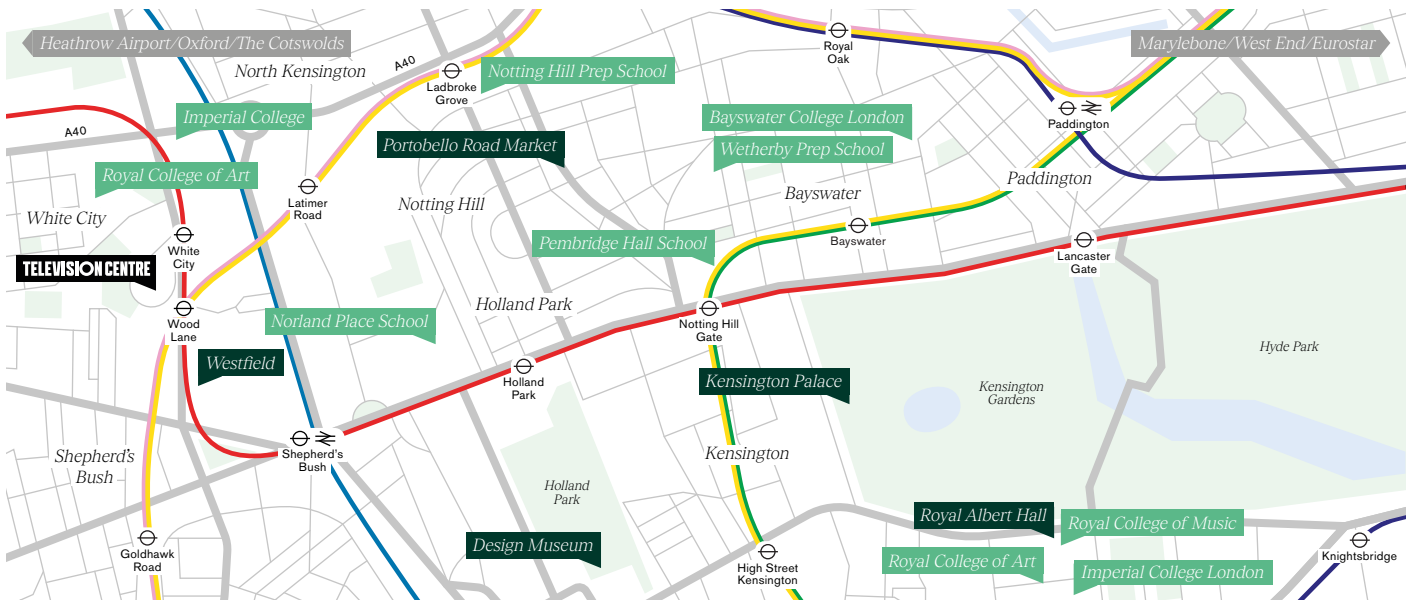 Heathrow Airport/Oxford/The Cotswolds
Royal
Oak
Marylebone/West End/Eurostar
North Kensington
A40
Notting Hill Prep School
Ladbroke
Grove
Imperial College
Bayswater College London
Paddington
A40
Portobello Road Market
Wetherby Prep School
Royal College of Art
Paddington
Bayswater
Latimer
Road
Notting Hill
White City
Bayswater
Pembridge Hall School
White
City
Lancaster
Gate
TELEVISION CENTRE
Holland Park
Norland Place School
Wood
Lane
Notting Hill
Gate
Hyde Park
Westfield
Holland
Park
Kensington Palace
Kensington
Gardens
Shepherd's
Bush
Shepherd's
Bush
Kensington
Holland
Park
Royal Albert Hall
Royal College of Music
Design Museum
Goldhawk
Road
Knightsbridge
High Street
Kensington
Royal College of Art
Imperial College London